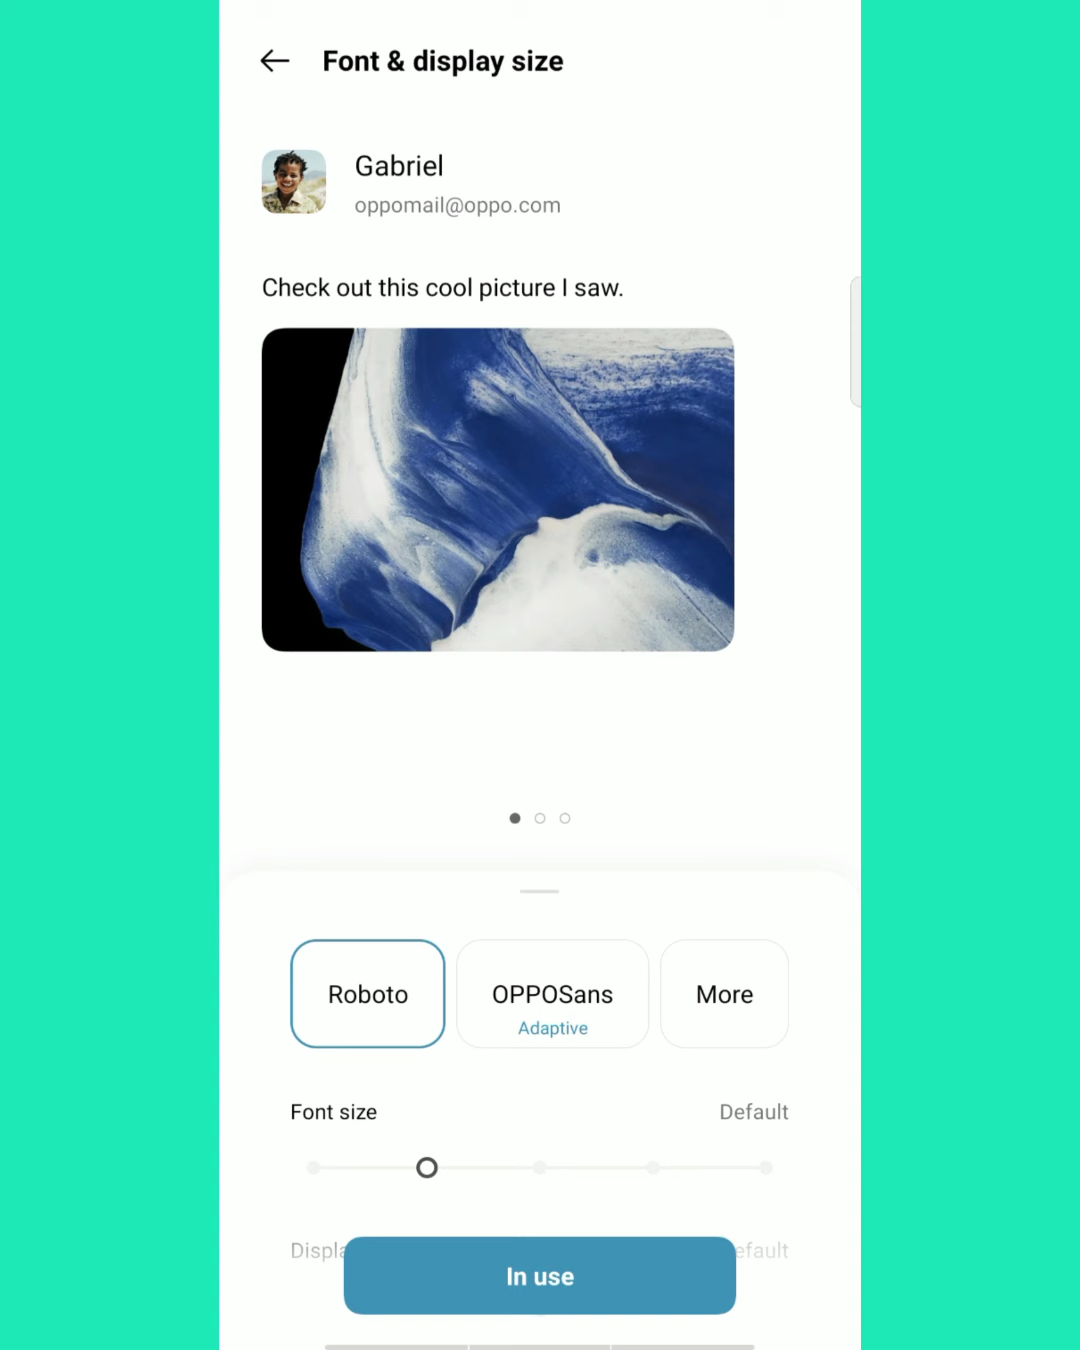 Font & display size
Gabriel
oppomail@oppo.com
Check out this cool picture I saw.
Roboto
OPPOSans
Adaptive
More
Font size
Default
In use